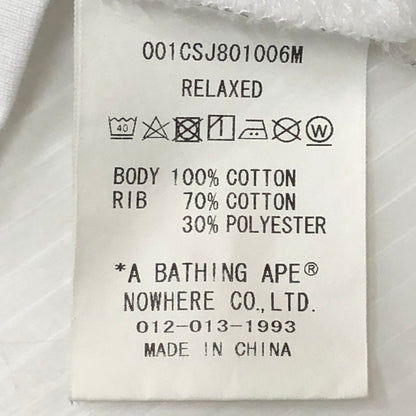 001CSJ801006M
RELAXED
40 W
BODY 100% COTTON
RIB 70% COTTON
30% POLYESTER
*A BATHING APE®
NOWHERE CO.,LTD.
012-013-1993
MADE IN CHINA